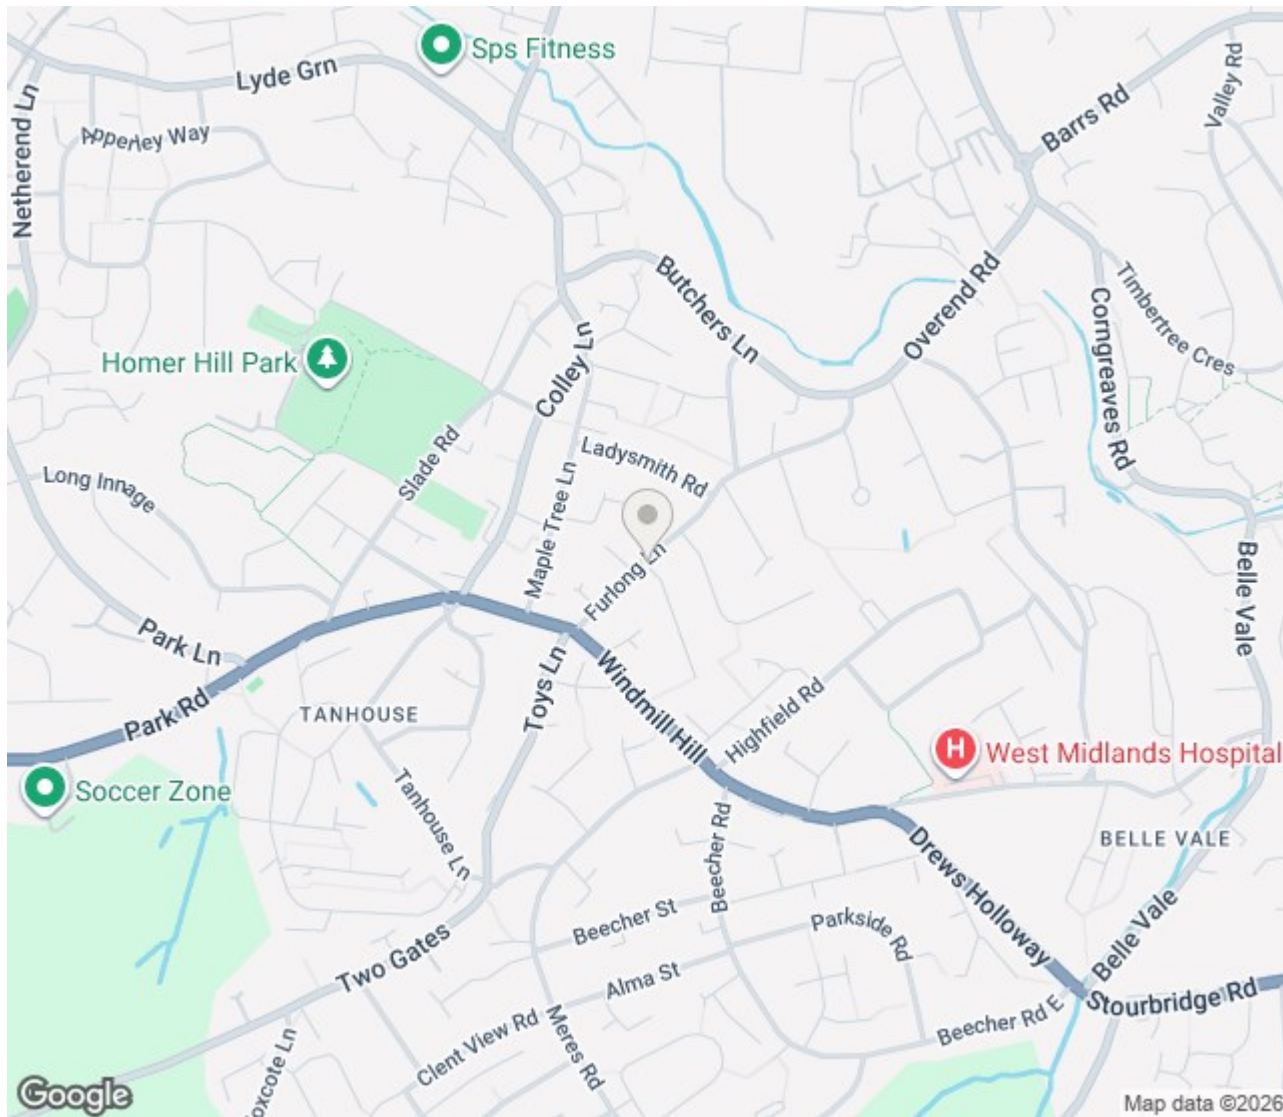 Sps Fitness
Lyde Grn
Barrs Rd
Valley Rd
Apperley Way
Netherend Ln
Butchers Ln
Overend Rd
Timbertree Cres
Corngreaves Rd
Homer Hill Park
Colley Ln
Slade Rd
Ladysmith Rd
Long Innage
Maple Tree Ln
Furlong Ln
Belle Vale
Park Ln
Park Rd
TANHOUSE
Toys Ln
Windmill Hill
Highfield Rd
West Midlands Hospital
Soccer Zone
Tanhouse Ln
Beecher Rd
Drews Holloway
BELLE VALE
Beecher St
Parkside Rd
Belle Vale
Two Gates
Alma St
Stourbridge Rd
Beecher Rd E
Clent View Rd
Meres Rd
oxcote Ln
Google
Map data ©2026